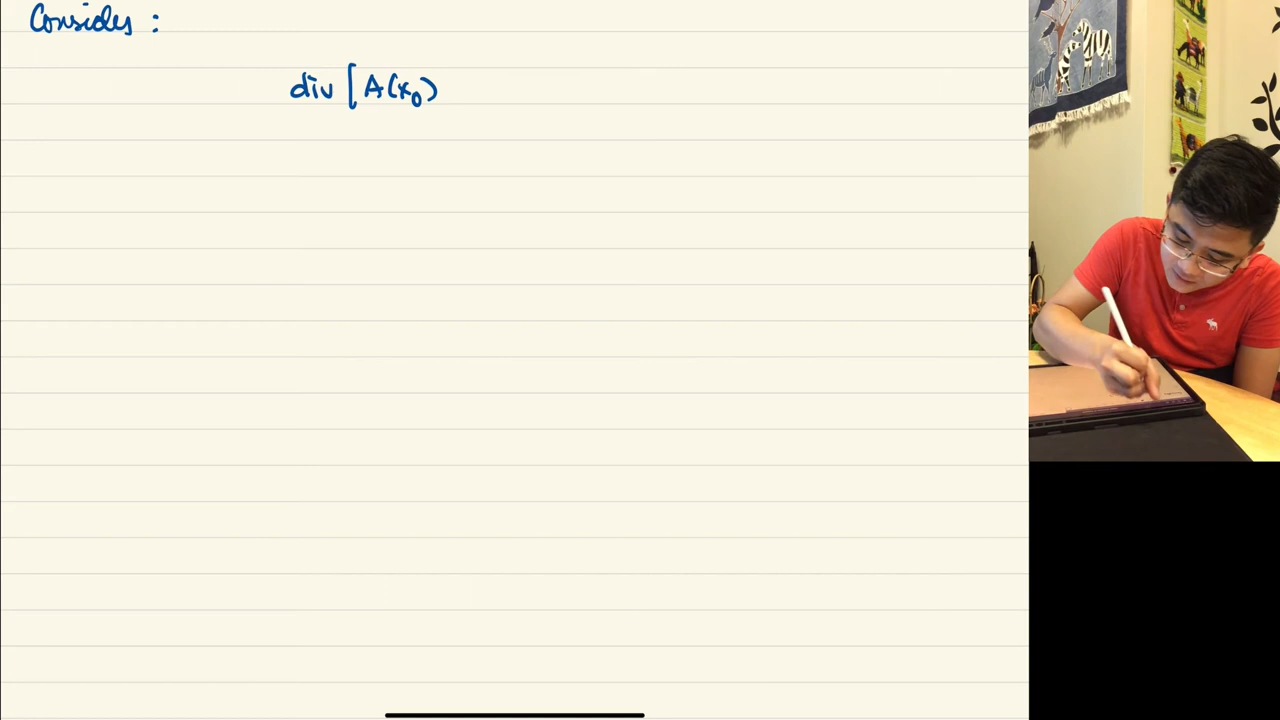 Consider :
div [ A(x₀)